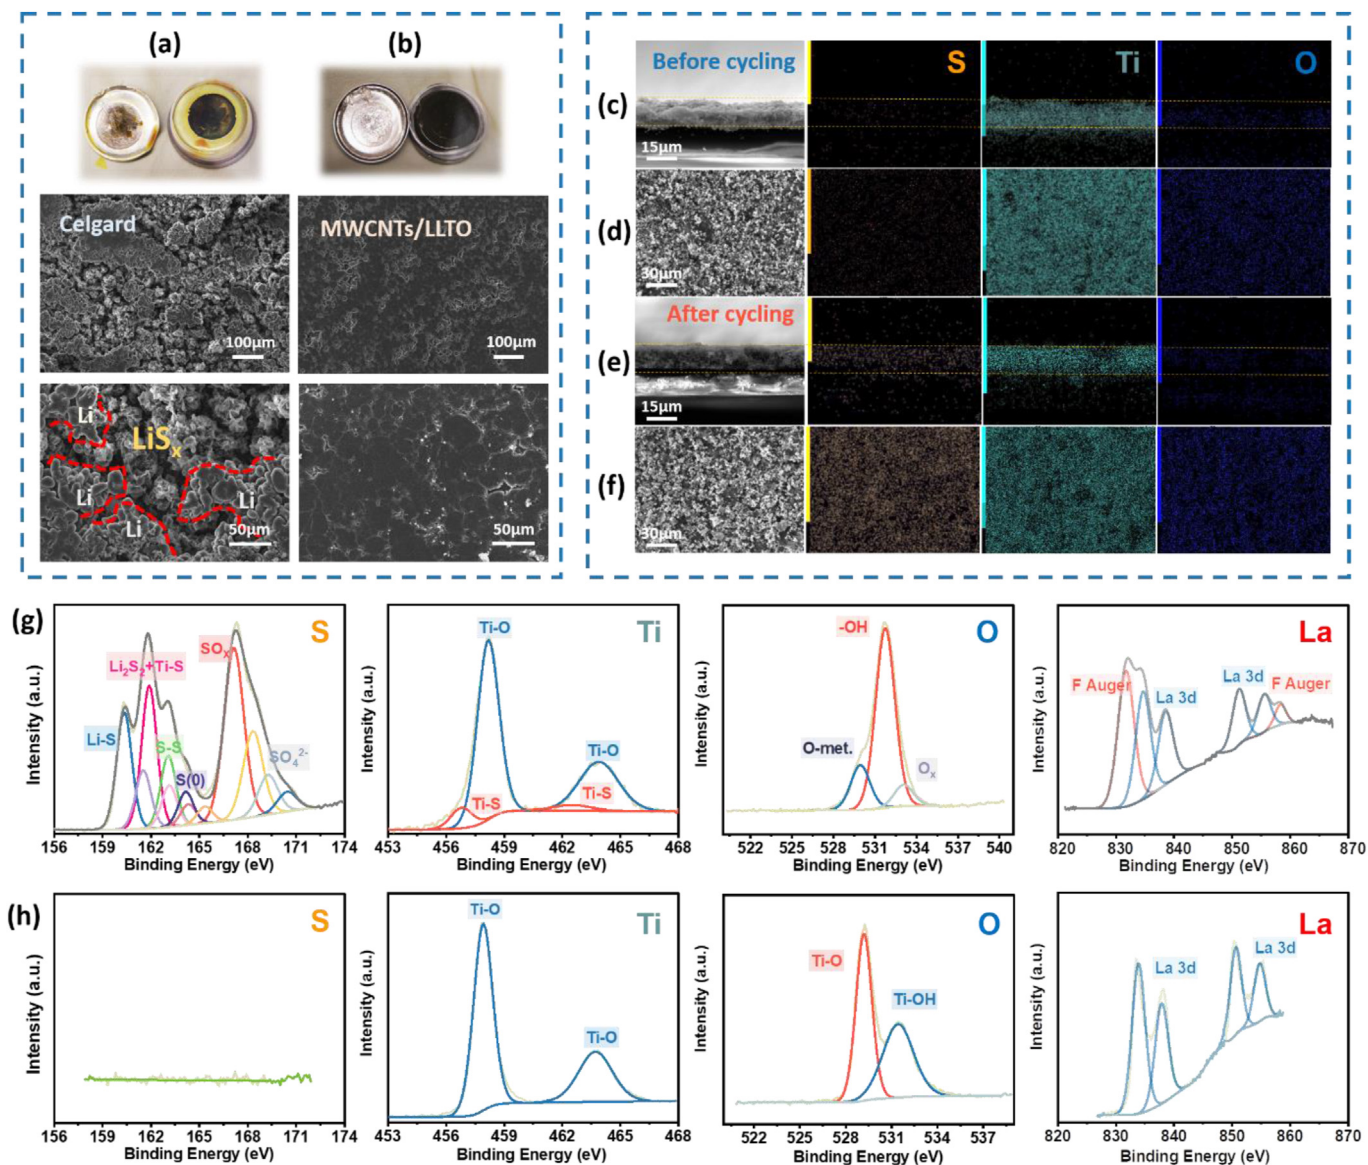 (a)
(b)
Celgard
MWCNTs/LLTO
100μm
100μm
Li
LiSx
Li
Li
Li
50μm
50μm
Before cycling
S
Ti
O
(c)
15μm
(d)
30μm
After cycling
(e)
15μm
(f)
30μm
(g)
S
Li2S2+Ti-S
SOx
Li-S
S-S
S(0)
SO4 2-
Intensity (a.u.)
156 159 162 165 168 171 174
Binding Energy (eV)
Ti
Ti-O
Ti-O
Ti-S
Ti-S
Intensity (a.u.)
453 456 459 462 465 468
Binding Energy (eV)
O
-OH
O-met.
Ox
Intensity (a.u.)
522 525 528 531 534 537 540
Binding Energy (eV)
La
F Auger
La 3d
La 3d
F Auger
Intensity (a.u.)
820 830 840 850 860 870
Binding Energy (eV)
(h)
S
Intensity (a.u.)
156 159 162 165 168 171 174
Binding Energy (eV)
Ti
Ti-O
Ti-O
Intensity (a.u.)
453 456 459 462 465 468
Binding Energy (eV)
O
Ti-O
Ti-OH
Intensity (a.u.)
522 525 528 531 534 537
Binding Energy (eV)
La
La 3d
La 3d
Intensity (a.u.)
820 830 840 850 860 870
Binding Energy (eV)